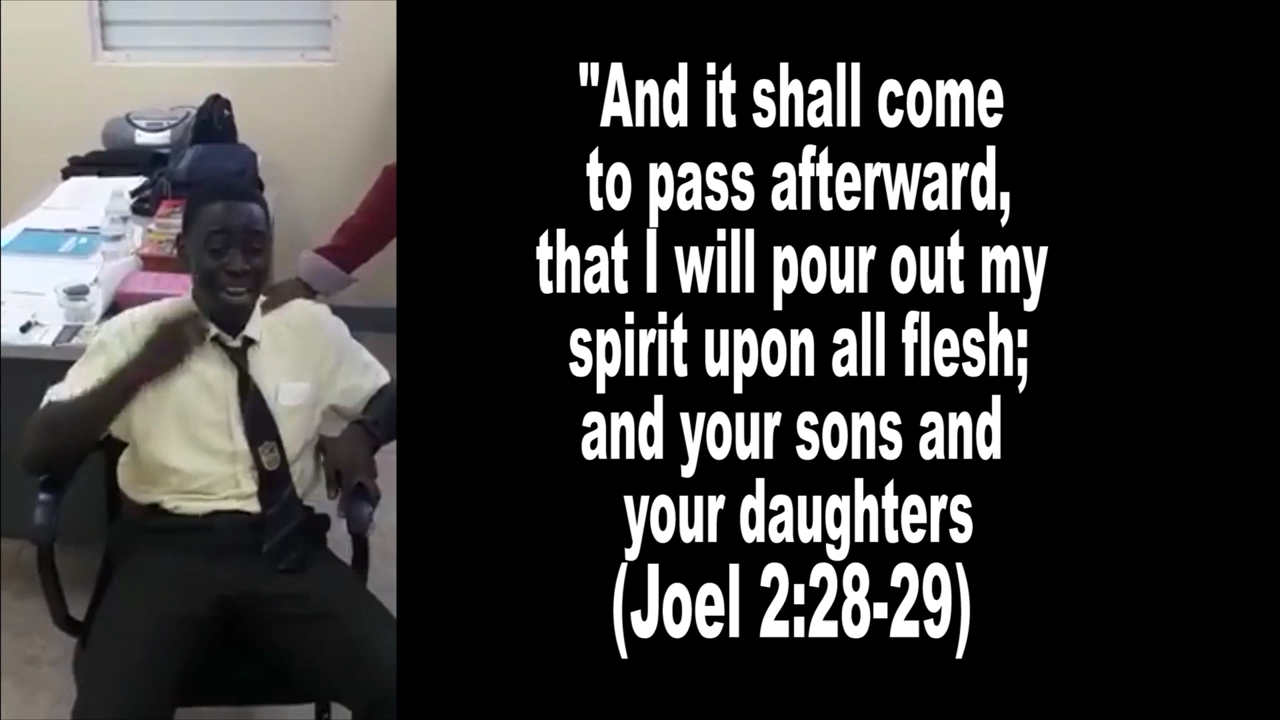 "And it shall come
to pass afterward,
that I will pour out my
spirit upon all flesh;
and your sons and
your daughters
(Joel 2:28-29)